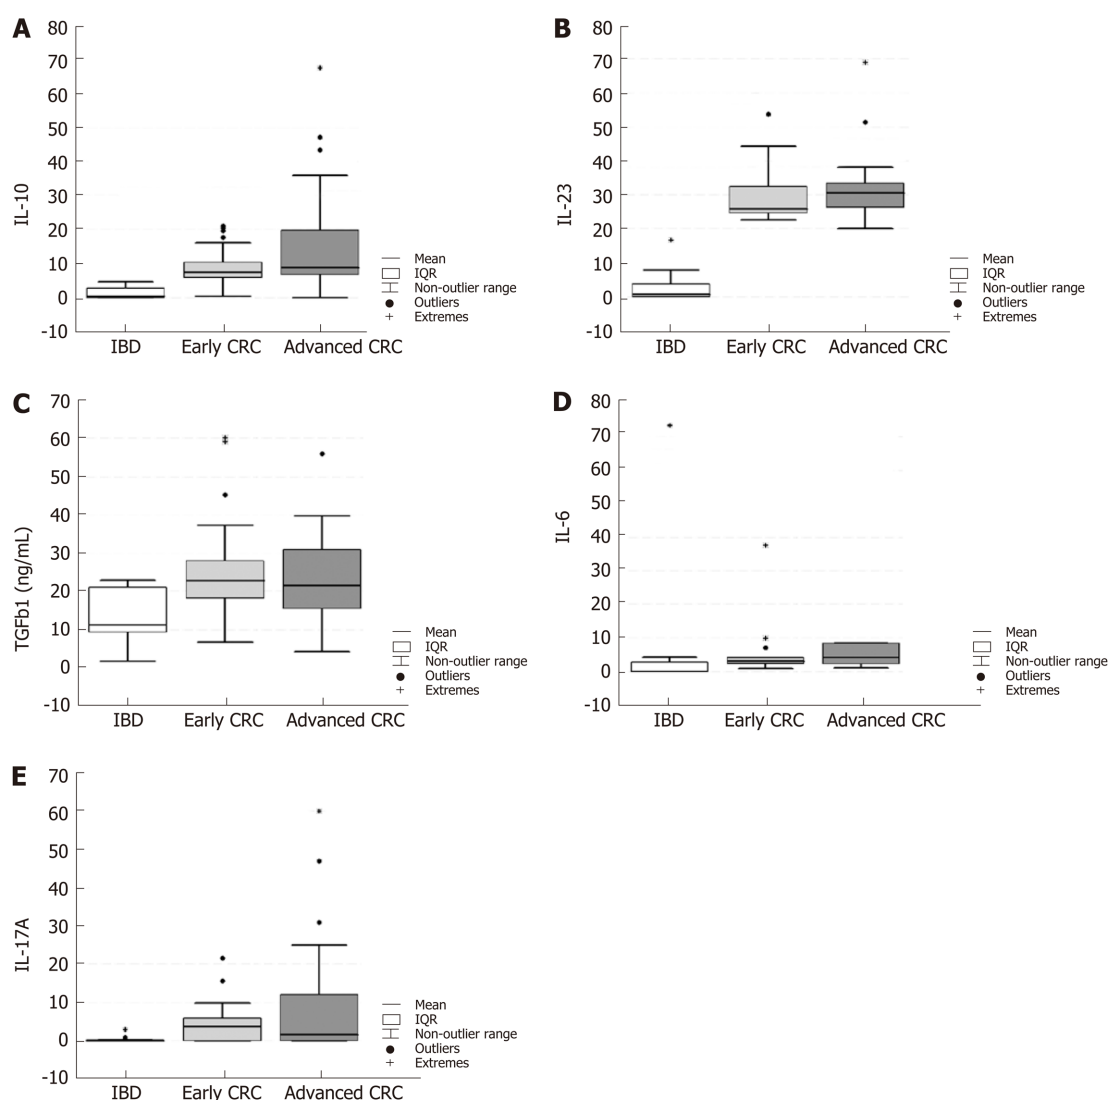 A
80
70
60
50
40
30
20
10
0
-10
IL-10
IBD Early CRC Advanced CRC
Mean
IQR
Non-outlier range
Outliers
Extremes
B
80
70
60
50
40
30
20
10
0
-10
IL-23
IBD Early CRC Advanced CRC
Mean
IQR
Non-outlier range
Outliers
Extremes
C
70
60
50
40
30
20
10
0
-10
TGFb1 (ng/mL)
IBD Early CRC Advanced CRC
Mean
IQR
Non-outlier range
Outliers
Extremes
D
80
70
60
50
40
30
20
10
0
-10
IL-6
IBD Early CRC Advanced CRC
Mean
IQR
Non-outlier range
Outliers
Extremes
E
70
60
50
40
30
20
10
0
-10
IL-17A
IBD Early CRC Advanced CRC
Mean
IQR
Non-outlier range
Outliers
Extremes